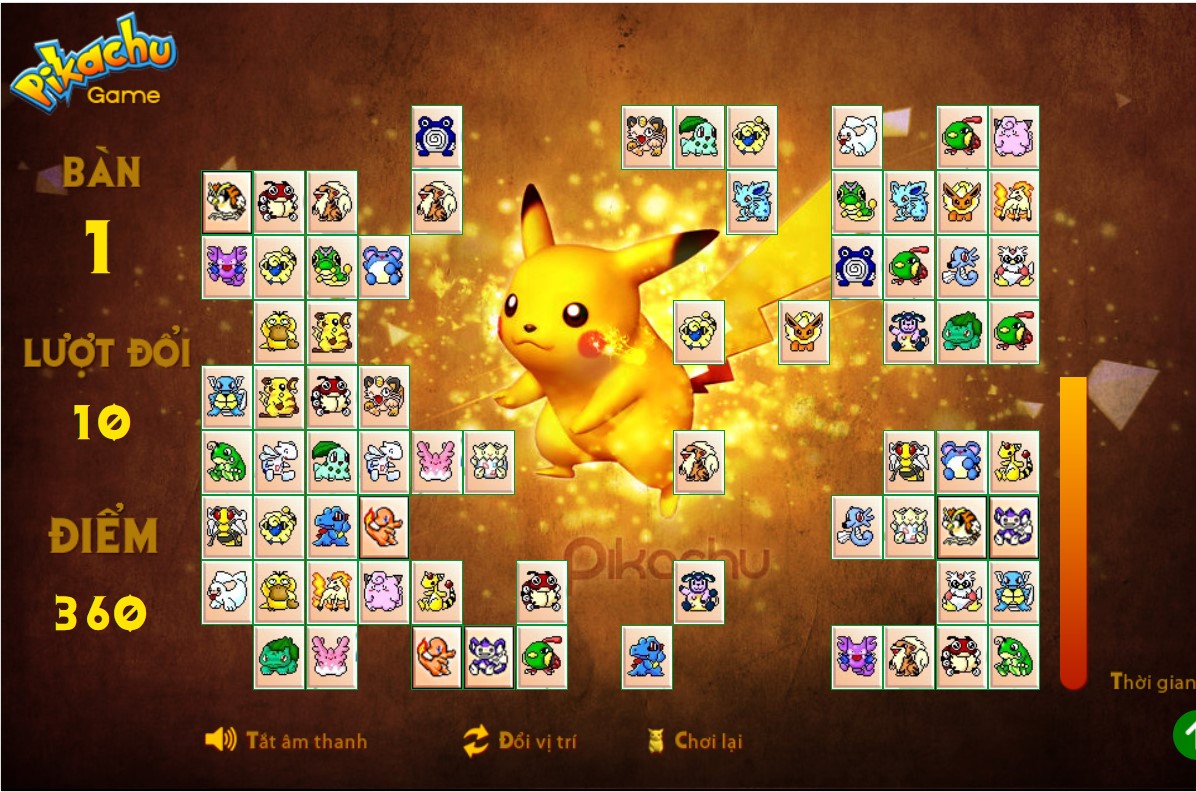 Pikachu
Game
BÀN
1
LƯỢT ĐỔI
10
ĐIỂM
360
Pikachu
Thời gian
Tắt âm thanh
Đổi vị trí
Chơi lại